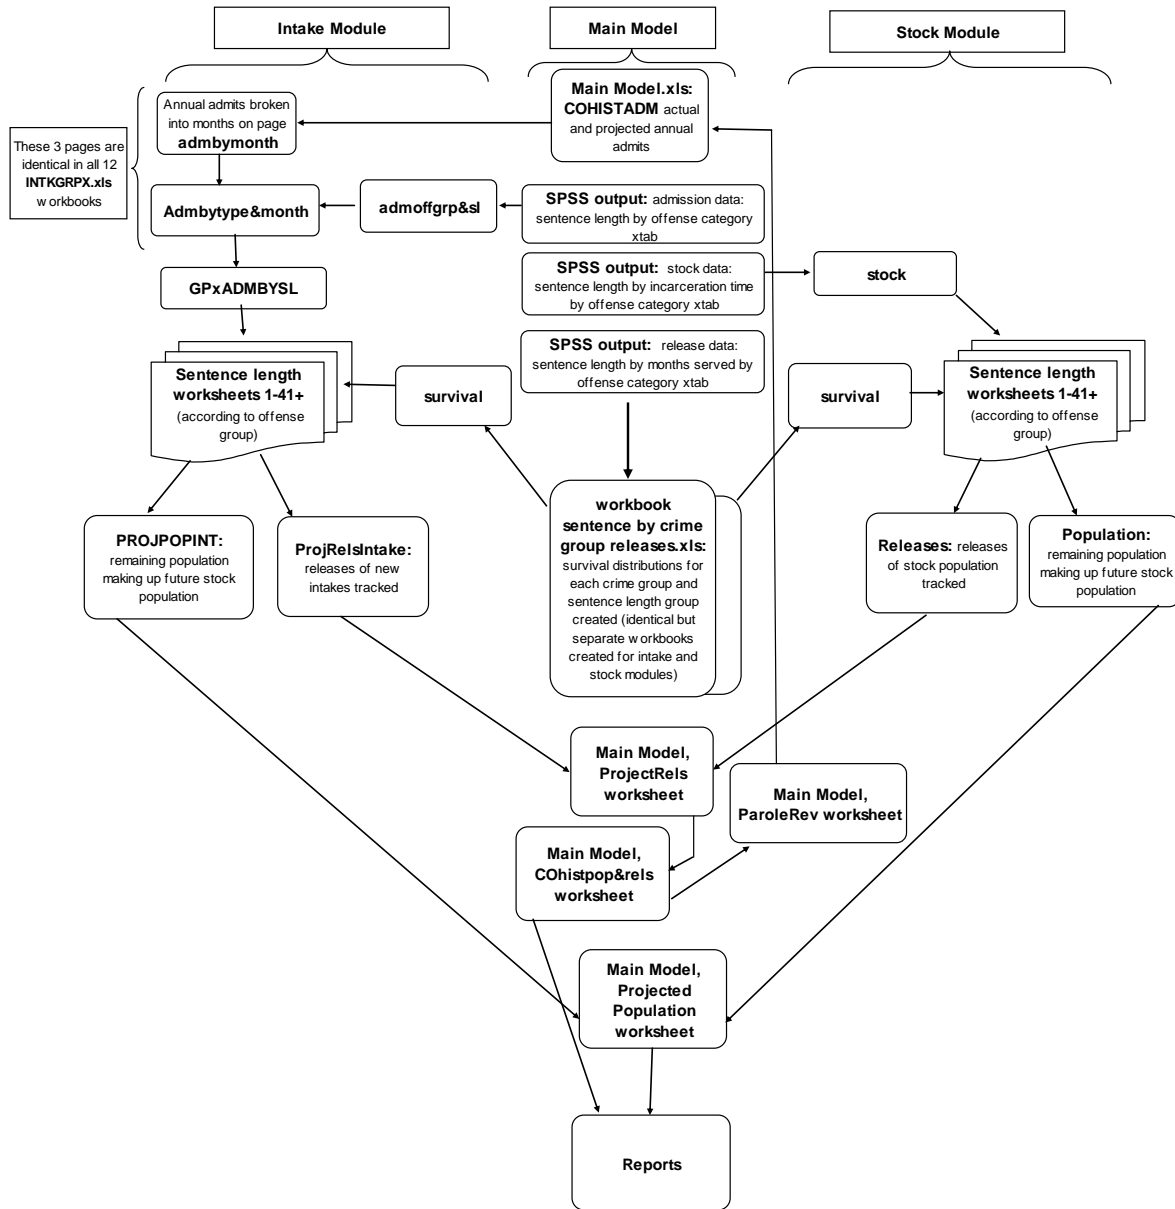 Intake Module
Main Model
Stock Module
Main Model.xls:
COHISTADM actual
and projected annual
admits
Annual admits broken
into months on page
admbymonth
These 3 pages are
identical in all 12
INTKGRPX.xls
w orkbooks
Admbytype&month
admoffgrp&sl
SPSS output: admission data:
sentence length by offense category
xtab
SPSS output: stock data:
sentence length by incarceration time
by offense category xtab
stock
GPxADMBYSL
SPSS output: release data:
sentence length by months served by
offense category xtab
Sentence length
worksheets 1-41+
(according to offense
group)
survival
survival
Sentence length
worksheets 1-41+
(according to offense
group)
workbook
sentence by crime
group releases.xls:
survival distributions for
each crime group and
sentence length group
created (identical but
separate w orkbooks
created for intake and
stock modules)
PROJPOPINT:
remaining population
making up future stock
population
ProjRelsIntake:
releases of new
intakes tracked
Releases: releases
of stock population
tracked
Population:
remaining population
making up future stock
population
Main Model,
ProjectRels
worksheet
Main Model,
ParoleRev worksheet
Main Model,
COhistpop&rels
worksheet
Main Model,
Projected
Population
worksheet
Reports